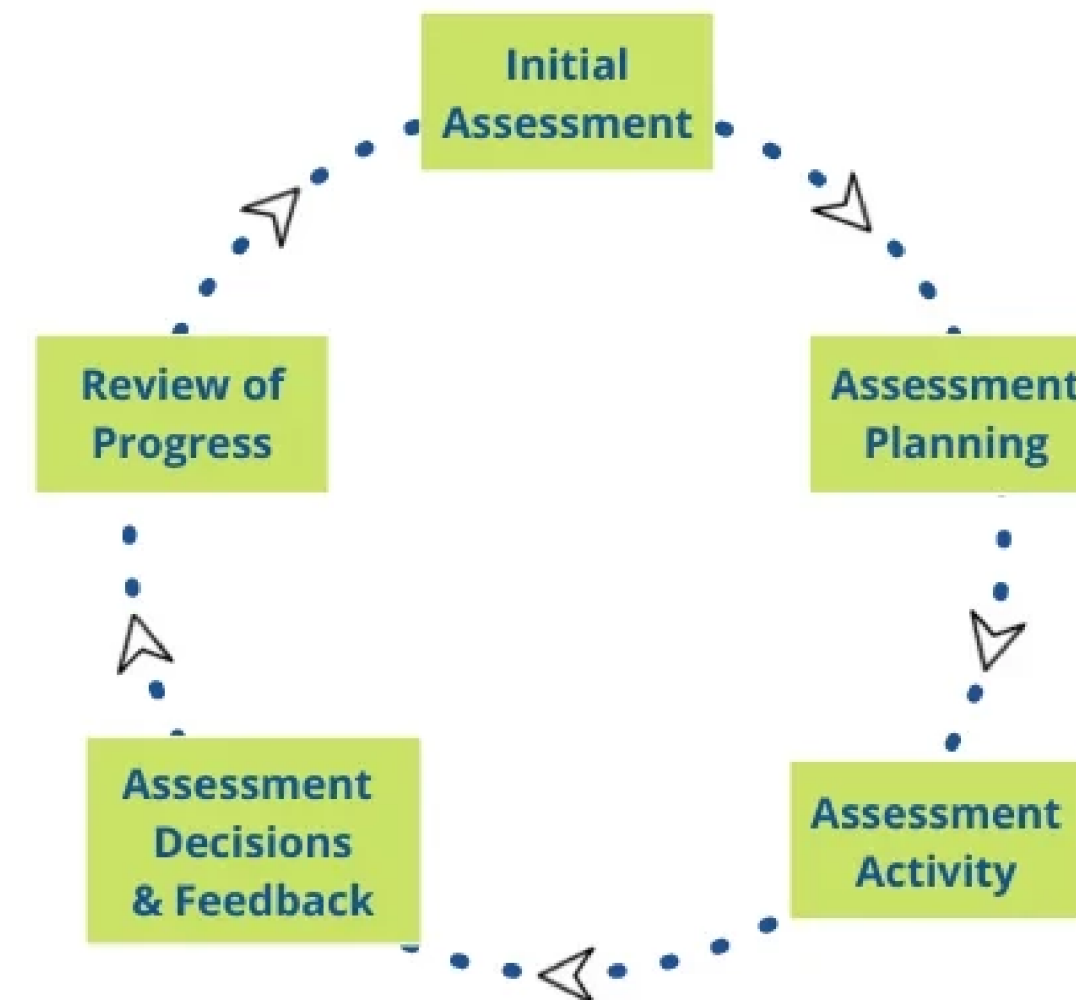 Initial
Assessment
Review of
Progress
Assessment
Planning
Assessment
Decisions
& Feedback
Assessment
Activity